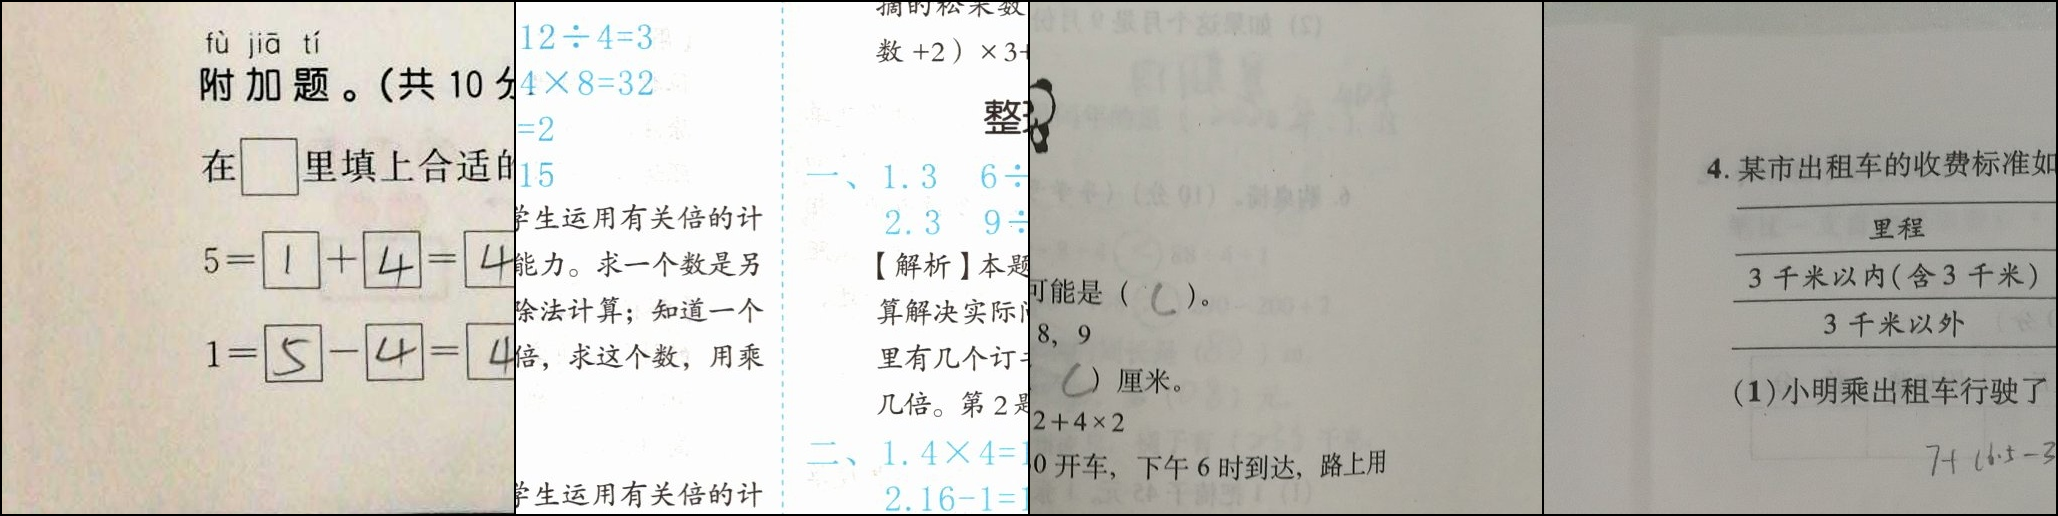 fù jiā tí
附加题。(共 10 分
在□里填上合适的
5=1+4=4
1=5-4=4
12÷4=3
4×8=32
=2
15
学生运用有关倍的计
能力。求一个数是另
除法计算；知道一个
倍，求这个数，用乘
学生运用有关倍的计
摘的松果数
数+2）×3+
整理
一、1.3 6÷
2.3 9÷
【解析】本题
算解决实际问
里有几个订书
几倍。第2是
二、1.4×4=1
2.16-1=1
可能是（ C ）。
8，9
C ）厘米。
2+4×2
0 开车，下午 6 时到达，路上用
4. 某市出租车的收费标准如
里程
3 千米以内(含 3 千米)
3 千米以外
(1)小明乘出租车行驶了
7+(6.5-3